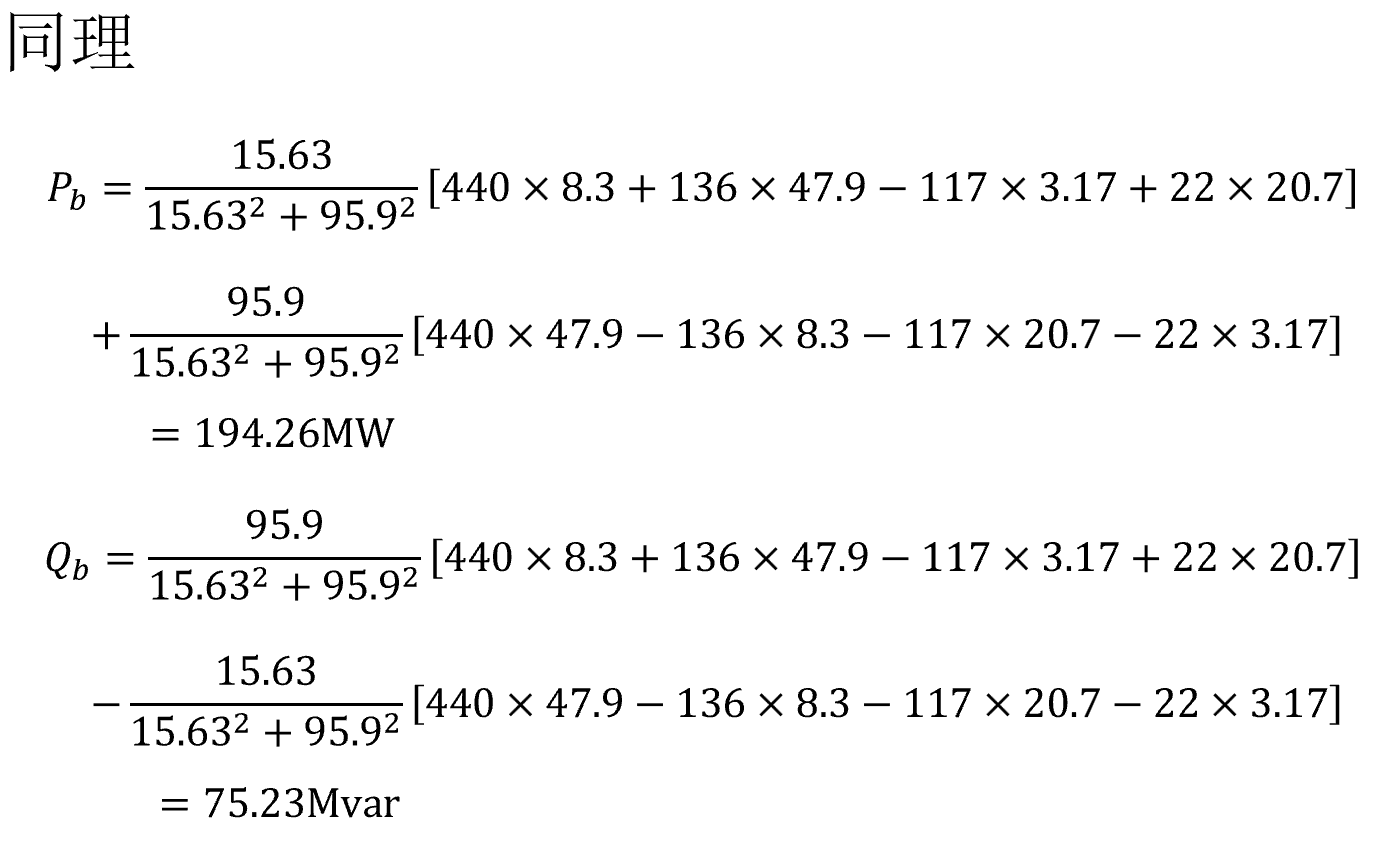 同理
$P_b = \frac{15.63}{15.63^2 + 95.9^2}[440 \times 8.3 + 136 \times 47.9 - 117 \times 3.17 + 22 \times 20.7]$
$+ \frac{95.9}{15.63^2 + 95.9^2}[440 \times 47.9 - 136 \times 8.3 - 117 \times 20.7 - 22 \times 3.17]$
$= 194.26\text{MW}$
$Q_b = \frac{95.9}{15.63^2 + 95.9^2}[440 \times 8.3 + 136 \times 47.9 - 117 \times 3.17 + 22 \times 20.7]$
$- \frac{15.63}{15.63^2 + 95.9^2}[440 \times 47.9 - 136 \times 8.3 - 117 \times 20.7 - 22 \times 3.17]$
$= 75.23\text{Mvar}$